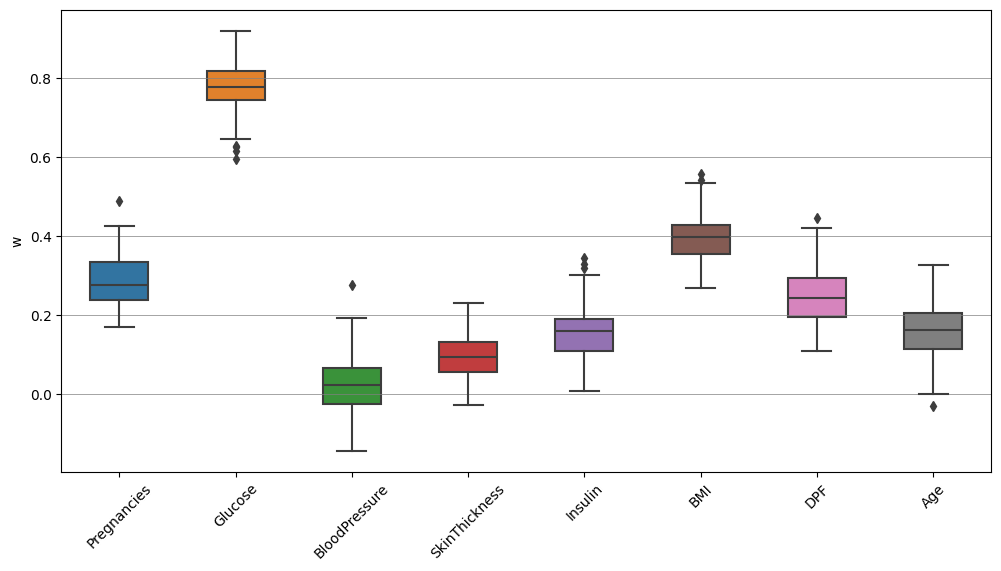 w
0.8
0.6
0.4
0.2
0.0
Pregnancies
Glucose
BloodPressure
SkinThickness
Insulin
BMI
DPF
Age